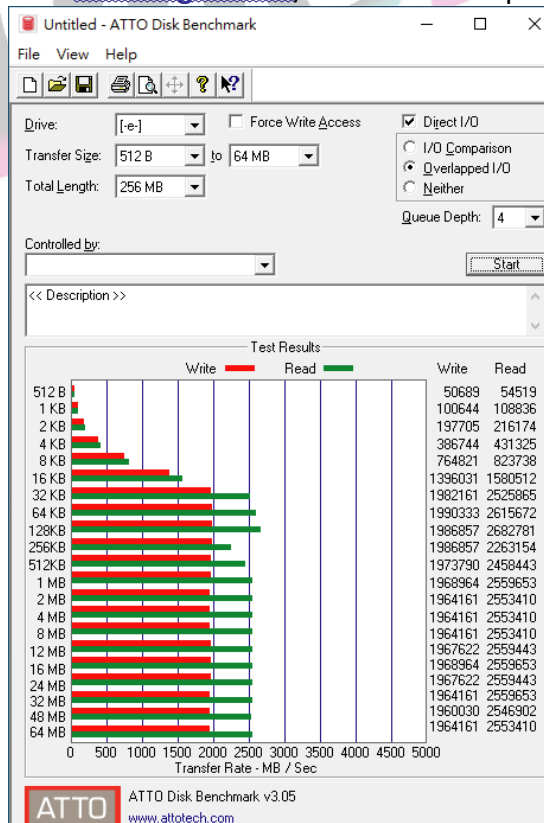 Untitled - ATTO Disk Benchmark
File View Help
Drive: [-e-] Force Write Access Direct I/O
Transfer Size: 512 B to 64 MB I/O Comparison
Overlapped I/O
Total Length: 256 MB Neither
Queue Depth: 4
Controlled by:
Start
<< Description >>
Test Results
Write Read Write Read
512 B 50689 54519
1 KB 100644 108836
2 KB 197705 216174
4 KB 386744 431325
8 KB 764821 823738
16 KB 1396031 1580512
32 KB 1982161 2525865
64 KB 1990333 2615672
128KB 1986857 2682781
256KB 1986857 2263154
512KB 1973790 2458443
1 MB 1968964 2559653
2 MB 1964161 2553410
4 MB 1964161 2553410
8 MB 1964161 2553410
12 MB 1967622 2559443
16 MB 1968964 2559653
24 MB 1967622 2559443
32 MB 1964161 2559653
48 MB 1960030 2546902
64 MB 1964161 2553410
0 500 1000 1500 2000 2500 3000 3500 4000 4500 5000
Transfer Rate - MB / Sec
ATTO
ATTO Disk Benchmark v3.05
www.attotech.com